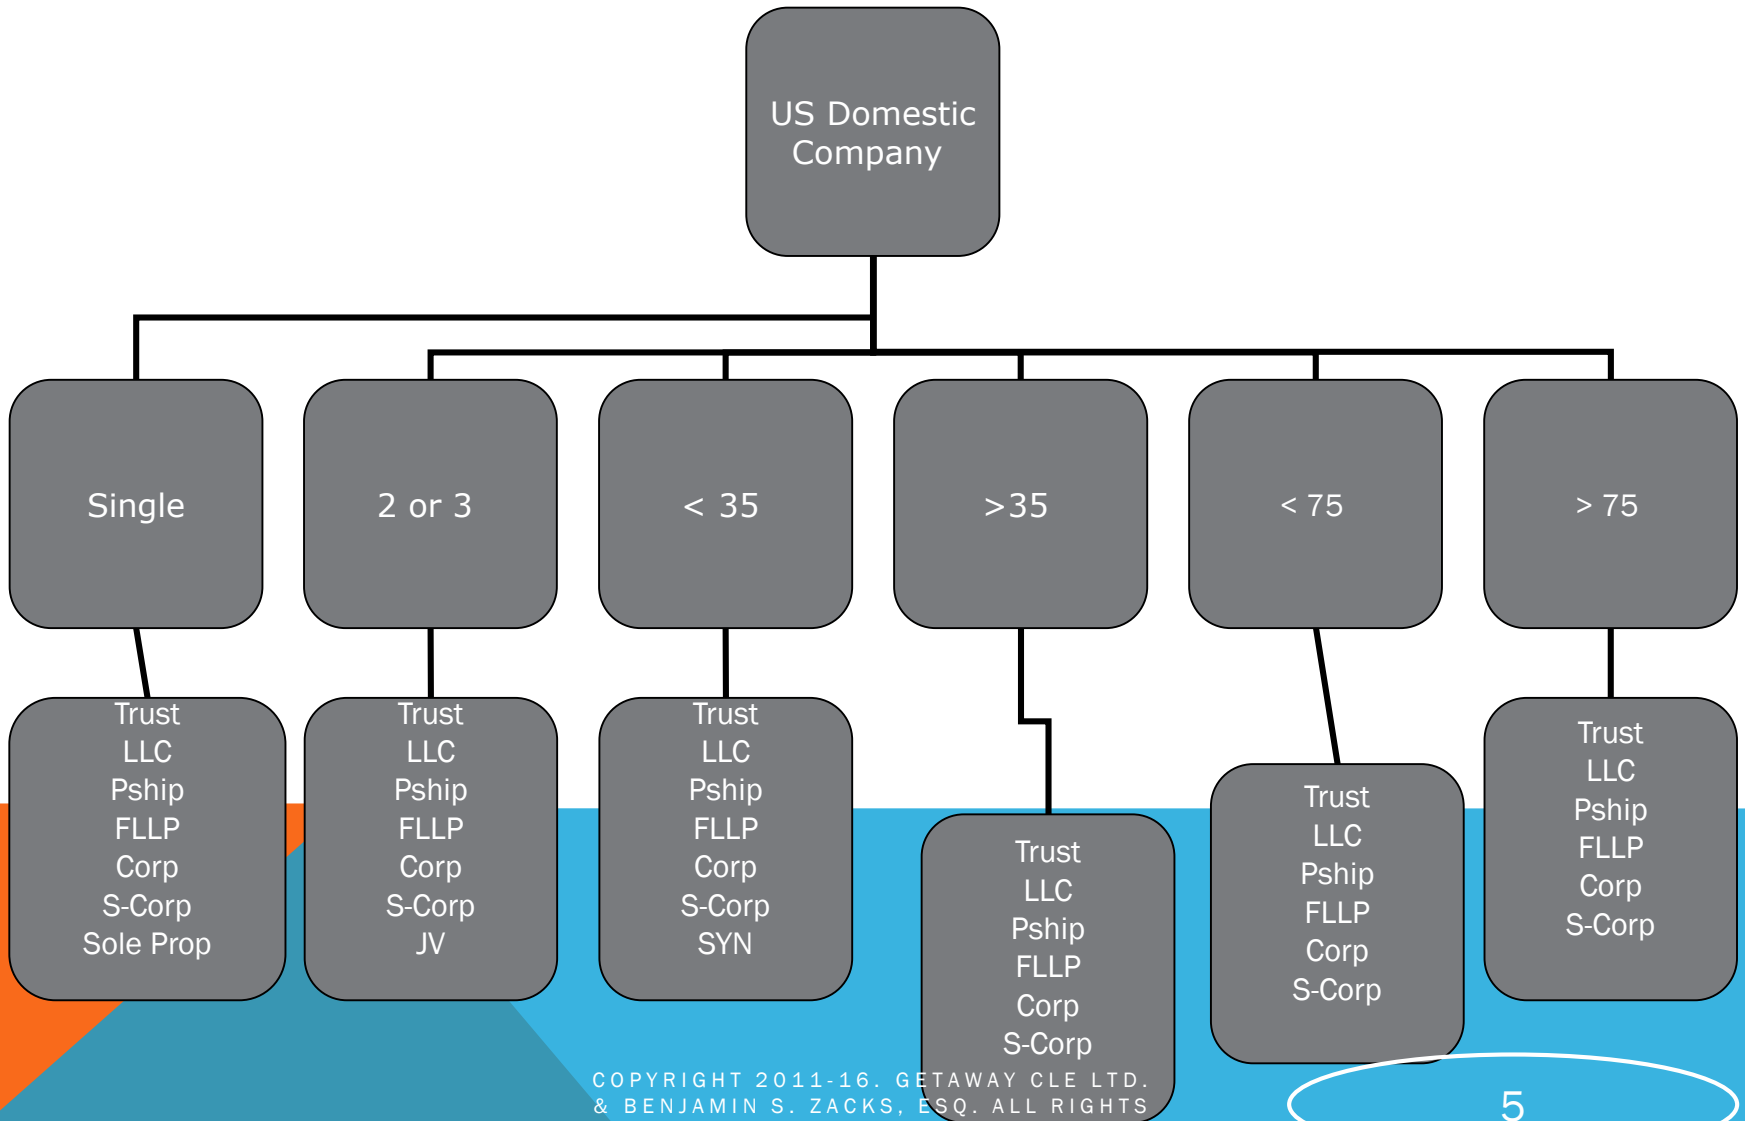 US Domestic
Company
Single
2 or 3
< 35
>35
< 75
> 75
Trust
LLC
Pship
FLLP
Corp
S-Corp
Sole Prop
Trust
LLC
Pship
FLLP
Corp
S-Corp
JV
Trust
LLC
Pship
FLLP
Corp
S-Corp
SYN
Trust
LLC
Pship
FLLP
Corp
S-Corp
Trust
LLC
Pship
FLLP
Corp
S-Corp
Trust
LLC
Pship
FLLP
Corp
S-Corp
COPYRIGHT 2011-16. GETAWAY CLE LTD.
& BENJAMIN S. ZACKS, ESQ. ALL RIGHTS
5